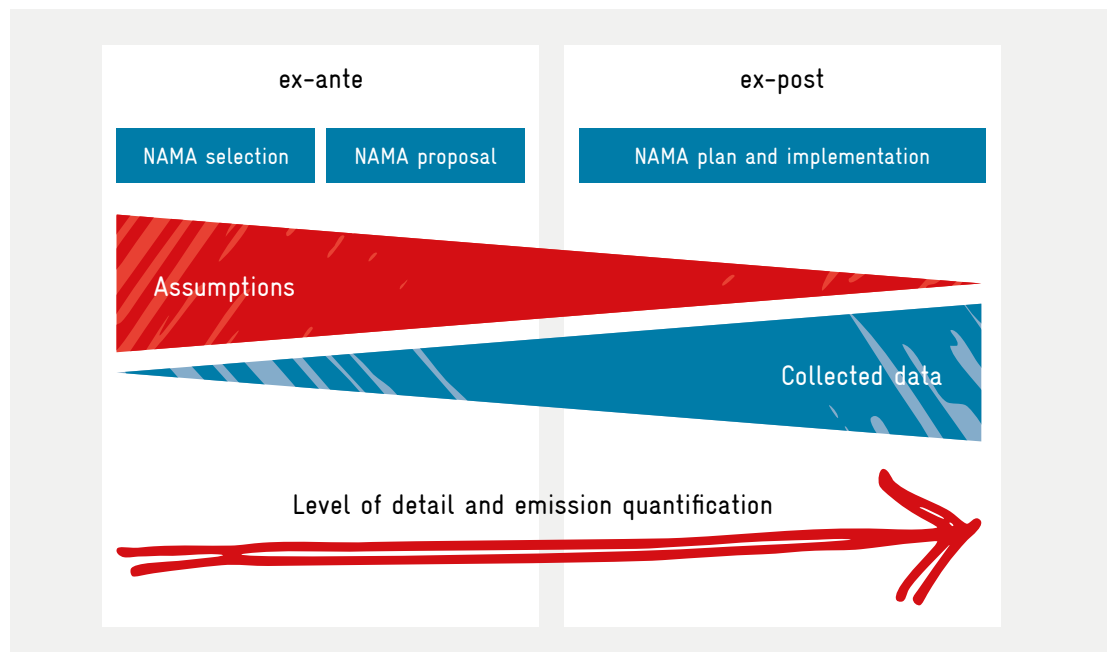 ex-ante
ex-post
NAMA selection
NAMA proposal
NAMA plan and implementation
Assumptions
Collected data
Level of detail and emission quantification